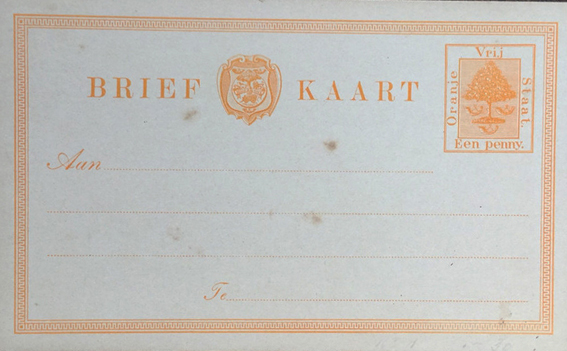 BRIEF KAART
Vrij
Oranje
Staat.
Een penny.
Aan
Te